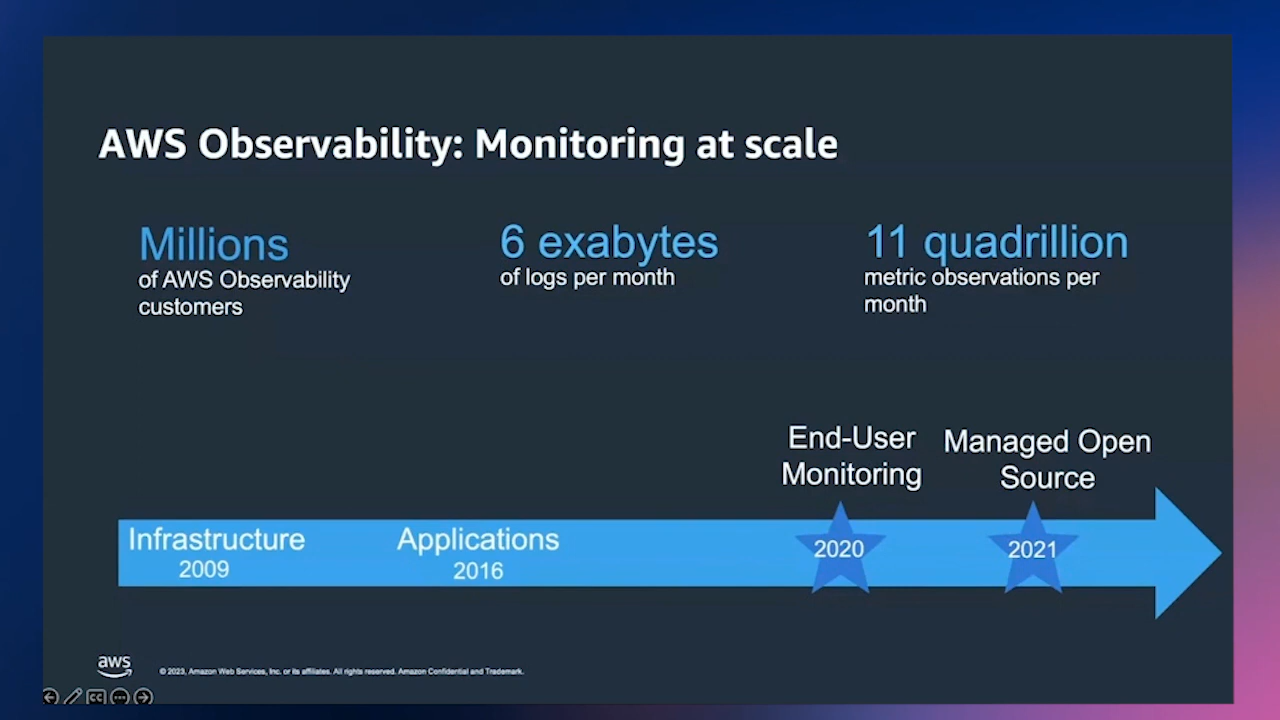 AWS Observability: Monitoring at scale
Millions
of AWS Observability
customers
6 exabytes
of logs per month
11 quadrillion
metric observations per
month
End-User
Monitoring
Managed Open
Source
Infrastructure
2009
Applications
2016
2020
2021
aws
© 2023, Amazon Web Services, Inc. or its affiliates. All rights reserved. Amazon Confidential and Trademark.
CC